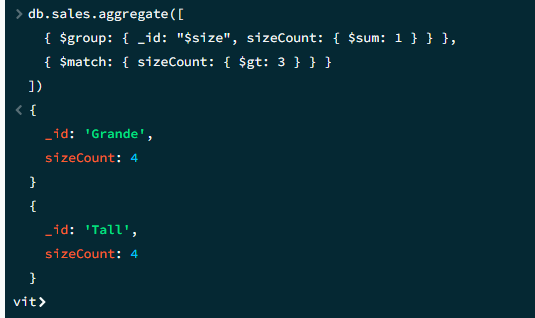 > db.sales.aggregate([
{ $group: { _id: "$size", sizeCount: { $sum: 1 } } },
{ $match: { sizeCount: { $gt: 3 } } }
])
< {
_id: 'Grande',
sizeCount: 4
}
{
_id: 'Tall',
sizeCount: 4
}
vit>